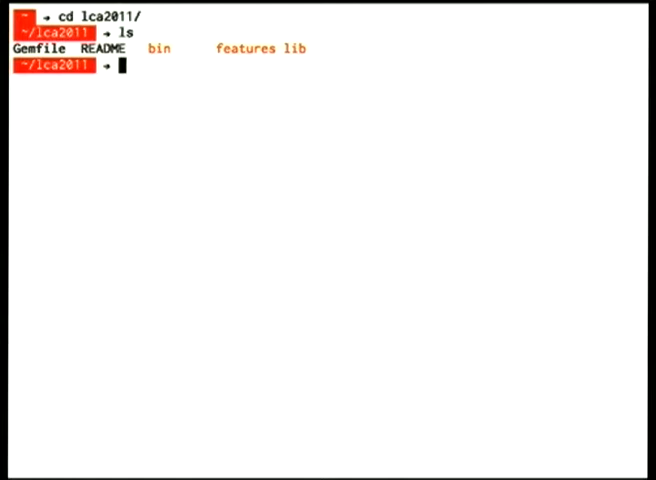 ~ → cd lca2011/
~/lca2011 → ls
Gemfile README bin features lib
~/lca2011 →